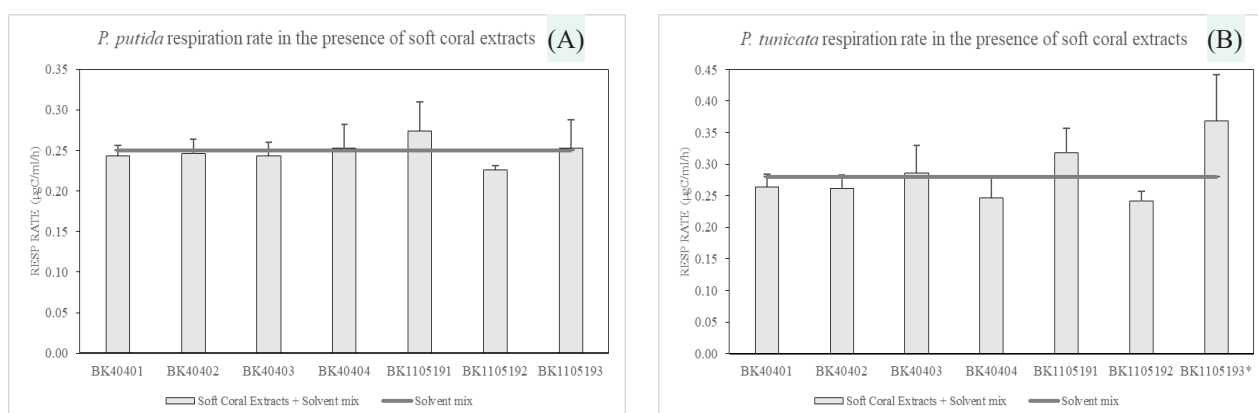 P. putida respiration rate in the presence of soft coral extracts (A)
0.35
0.30
0.25
0.20
0.15
0.10
0.05
0.00
RESP RATE (µgC/ml/h)
BK40401 BK40402 BK40403 BK40404 BK1105191 BK1105192 BK1105193
Soft Coral Extracts + Solvent mix Solvent mix
P. tunicata respiration rate in the presence of soft coral extracts (B)
0.45
0.40
0.35
0.30
0.25
0.20
0.15
0.10
0.05
0.00
RESP RATE (µgC/ml/h)
BK40401 BK40402 BK40403 BK40404 BK1105191 BK1105192 BK1105193*
Soft Coral Extracts + Solvent mix Solvent mix